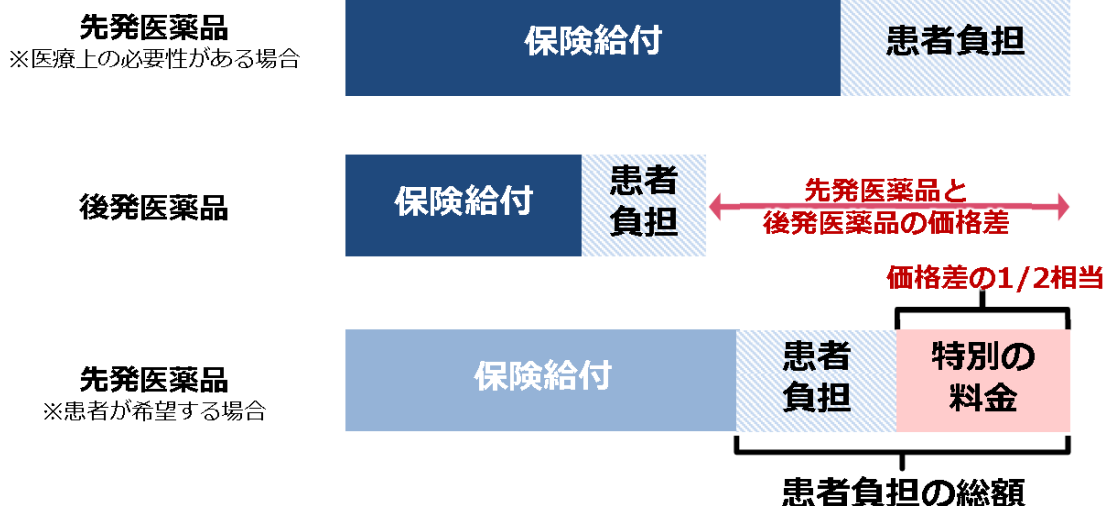 先発医薬品
※医療上の必要性がある場合
保険給付
患者負担
後発医薬品
保険給付
患者
負担
先発医薬品と
後発医薬品の価格差
価格差の1/2相当
先発医薬品
※患者が希望する場合
保険給付
患者
負担
特別の
料金
患者負担の総額